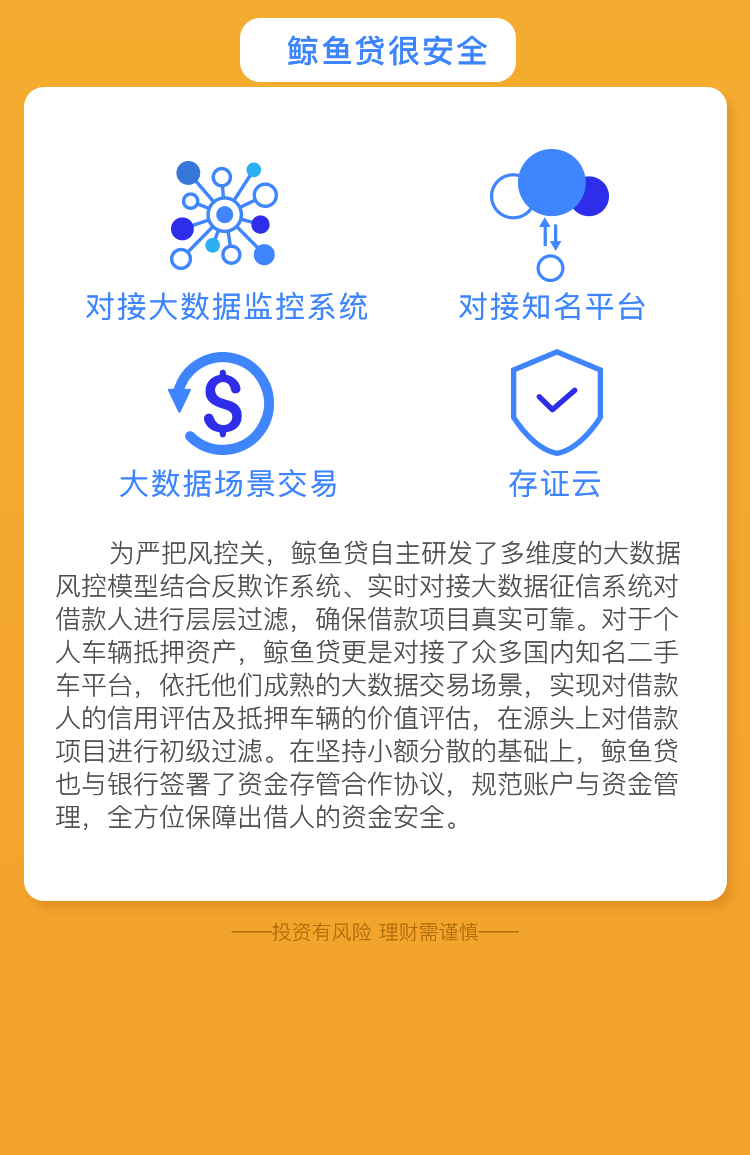 鲸鱼贷很安全
对接大数据监控系统
对接知名平台
大数据场景交易
存证云
为严把风控关，鲸鱼贷自主研发了多维度的大数据
风控模型结合反欺诈系统、实时对接大数据征信系统对
借款人进行层层过滤，确保借款项目真实可靠。对于个
人车辆抵押资产，鲸鱼贷更是对接了众多国内知名二手
车平台，依托他们成熟的大数据交易场景，实现对借款
人的信用评估及抵押车辆的价值评估，在源头上对借款
项目进行初级过滤。在坚持小额分散的基础上，鲸鱼贷
也与银行签署了资金存管合作协议，规范账户与资金管
理，全方位保障出借人的资金安全。
——投资有风险 理财需谨慎——